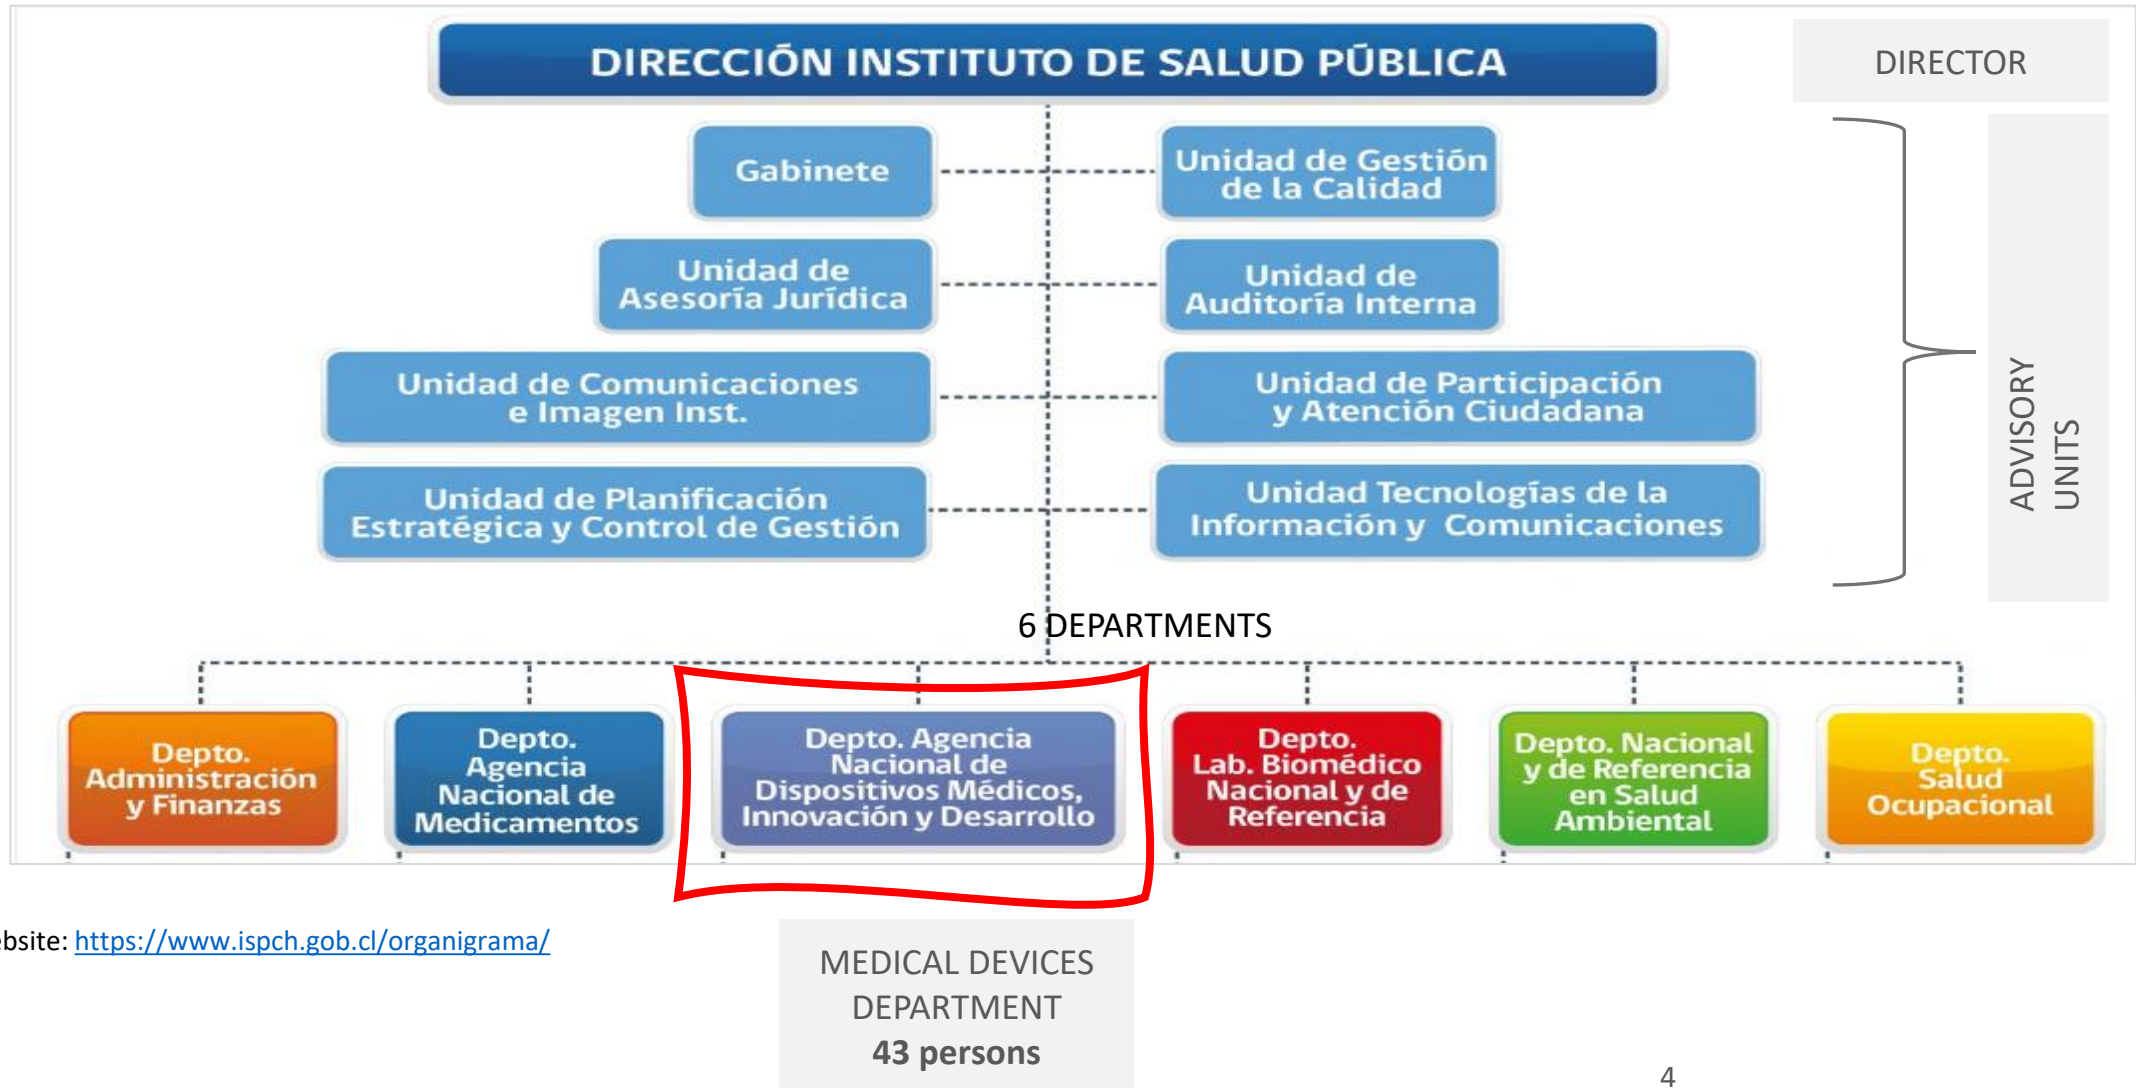 DIRECCIÓN INSTITUTO DE SALUD PÚBLICA
DIRECTOR
Gabinete
Unidad de Gestión
de la Calidad
Unidad de
Asesoría Jurídica
Unidad de
Auditoría Interna
Unidad de Comunicaciones
e Imagen Inst.
Unidad de Participación
y Atención Ciudadana
Unidad de Planificación
Estratégica y Control de Gestión
Unidad Tecnologías de la
Información y Comunicaciones
ADVISORY
UNITS
6 DEPARTMENTS
Depto.
Administración
y Finanzas
Depto.
Agencia
Nacional de
Medicamentos
Depto. Agencia
Nacional de
Dispositivos Médicos,
Innovación y Desarrollo
Depto.
Lab. Biomédico
Nacional y de
Referencia
Depto. Nacional
y de Referencia
en Salud
Ambiental
Depto.
Salud
Ocupacional
ebsite: https://www.ispch.gob.cl/organigrama/
MEDICAL DEVICES
DEPARTMENT
43 persons
4